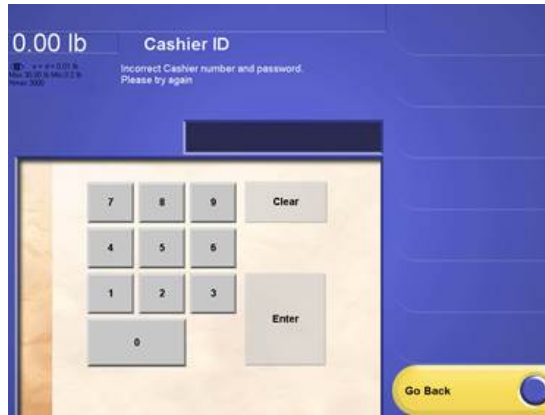 0.00 lb
Cashier ID
Incorrect Cashier number and password.
Please try again
7 8 9 Clear
4 5 6
1 2 3
Enter
0
Go Back